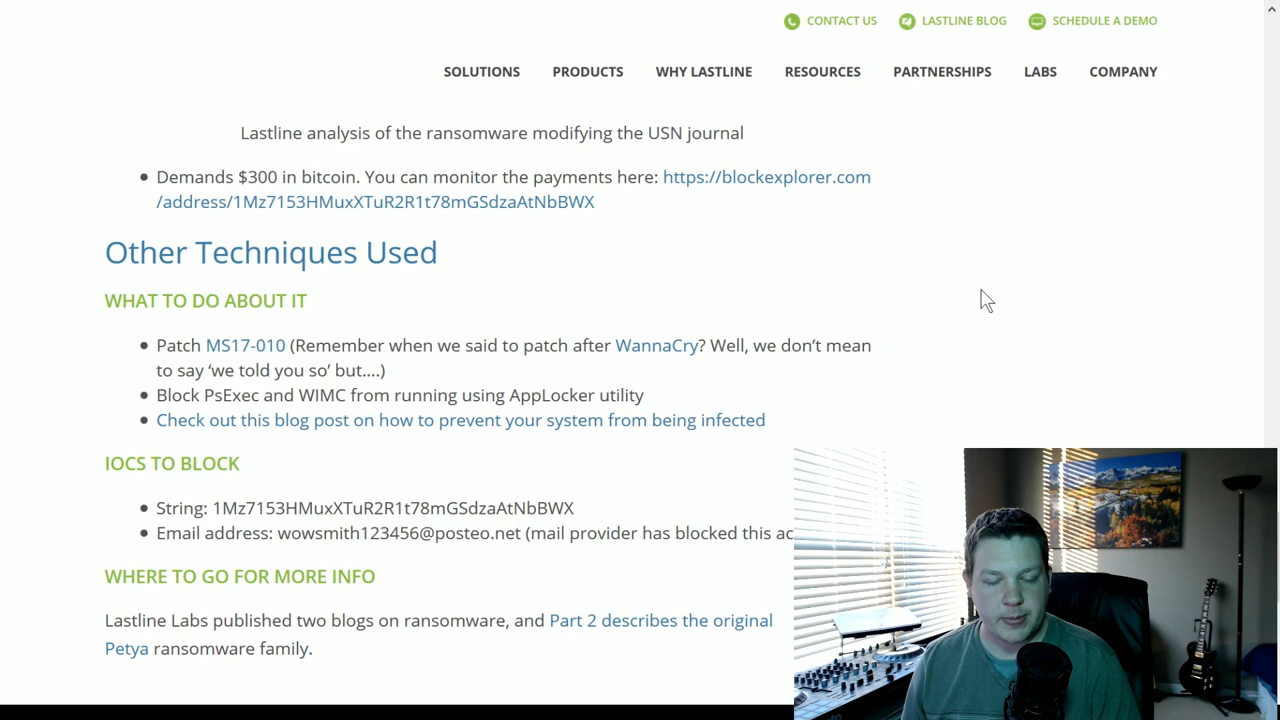 CONTACT US LASTLINE BLOG SCHEDULE A DEMO
SOLUTIONS PRODUCTS WHY LASTLINE RESOURCES PARTNERSHIPS LABS COMPANY
Lastline analysis of the ransomware modifying the USN journal
Demands $300 in bitcoin. You can monitor the payments here: https://blockexplorer.com
/address/1Mz7153HMuxXTuR2R1t78mGSdzaAtNbBWX
Other Techniques Used
WHAT TO DO ABOUT IT
Patch MS17-010 (Remember when we said to patch after WannaCry? Well, we don’t mean
to say ‘we told you so’ but....)
Block PsExec and WIMC from running using AppLocker utility
Check out this blog post on how to prevent your system from being infected
IOCS TO BLOCK
String: 1Mz7153HMuxXTuR2R1t78mGSdzaAtNbBWX
Email address: wowsmith123456@posteo.net (mail provider has blocked this ac
WHERE TO GO FOR MORE INFO
Lastline Labs published two blogs on ransomware, and Part 2 describes the original
Petya ransomware family.